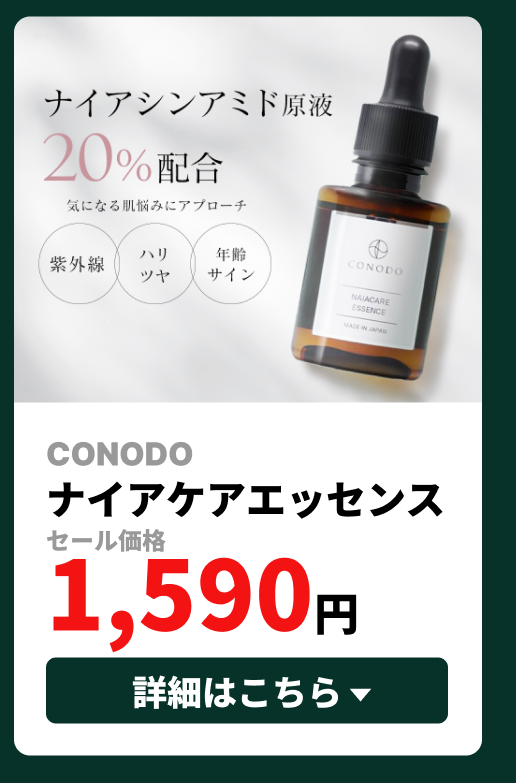 ナイアシンアミド原液
20%配合
気になる肌悩みにアプローチ
紫外線
ハリ
ツヤ
年齢
サイン
CONODO
NAIACARE
ESSENCE
MADE IN JAPAN
CONODO
ナイアケアエッセンス
セール価格
1,590円
詳細はこちら